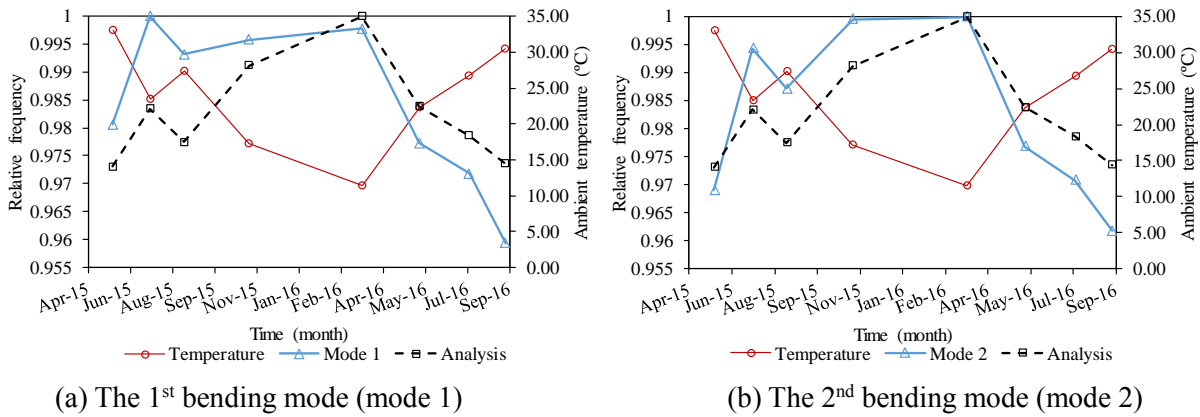 1
0.995
0.99
0.985
0.98
0.975
0.97
0.965
0.96
0.955
Relative frequency
35.00
30.00
25.00
20.00
15.00
10.00
5.00
0.00
Ambient temperature (ºC)
Apr-15
Jun-15
Aug-15
Sep-15
Nov-15
Jan-16
Feb-16
Apr-16
May-16
Jul-16
Sep-16
Time (month)
Temperature Mode 1 Analysis
(a) The 1st bending mode (mode 1)
1
0.995
0.99
0.985
0.98
0.975
0.97
0.965
0.96
0.955
Relative frequency
35.00
30.00
25.00
20.00
15.00
10.00
5.00
0.00
Ambient temperature (ºC)
Apr-15
Jun-15
Aug-15
Sep-15
Nov-15
Jan-16
Feb-16
Apr-16
May-16
Jul-16
Sep-16
Time (month)
Temperature Mode 2 Analysis
(b) The 2nd bending mode (mode 2)